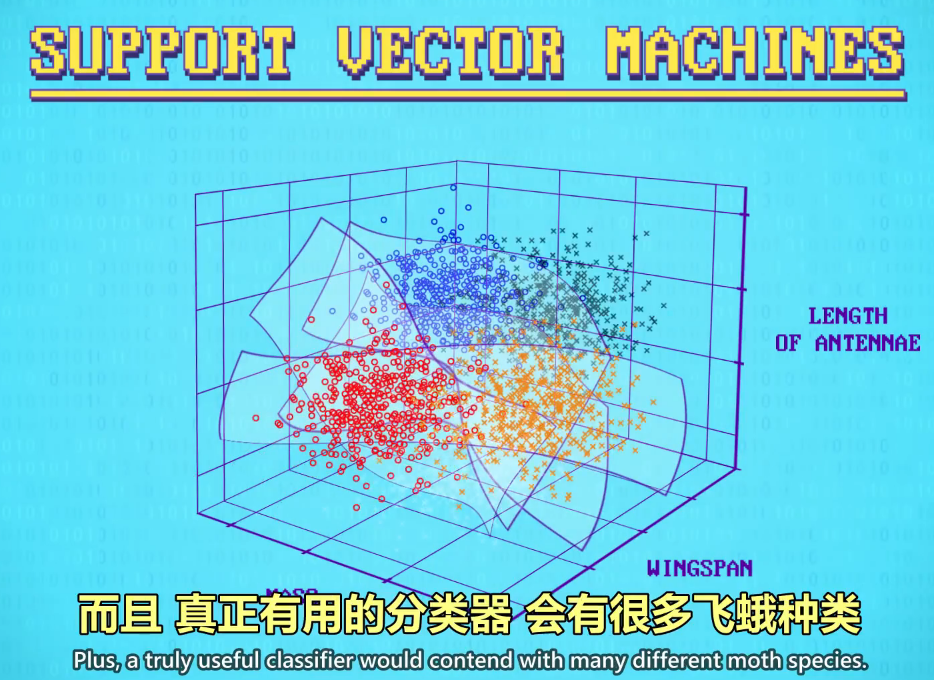 SUPPORT VECTOR MACHINES
LENGTH
OF ANTENNAE
WINGSPAN
MASS
而且 真正有用的分类器 会有很多飞蛾种类
Plus, a truly useful classifier would contend with many different moth species.